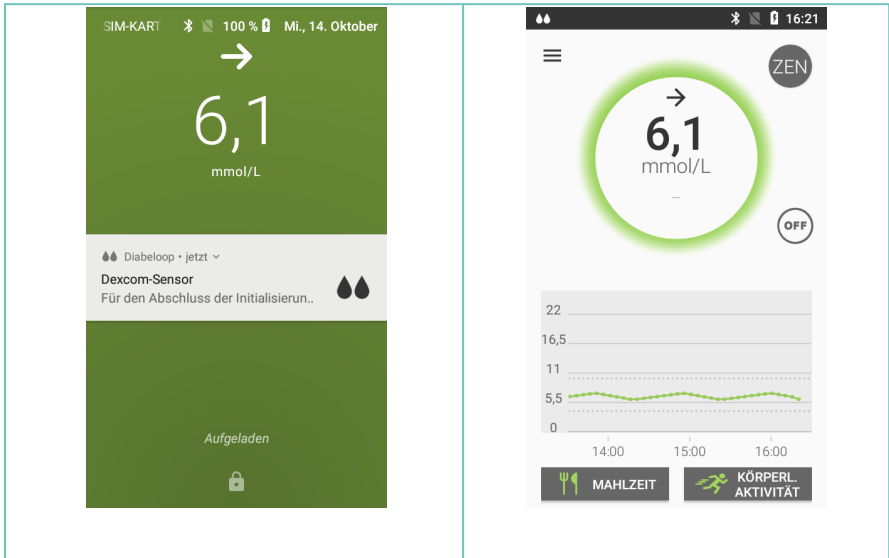 SIM-KART 100 % Mi., 14. Oktober
6,1
mmol/L
Diabeloop • jetzt
Dexcom-Sensor
Für den Abschluss der Initialisierun..
Aufgeladen
16:21
ZEN
6,1
mmol/L
--
OFF
22
16,5
11
5,5
0
14:00 15:00 16:00
MAHLZEIT
KÖRPERL.
AKTIVITÄT